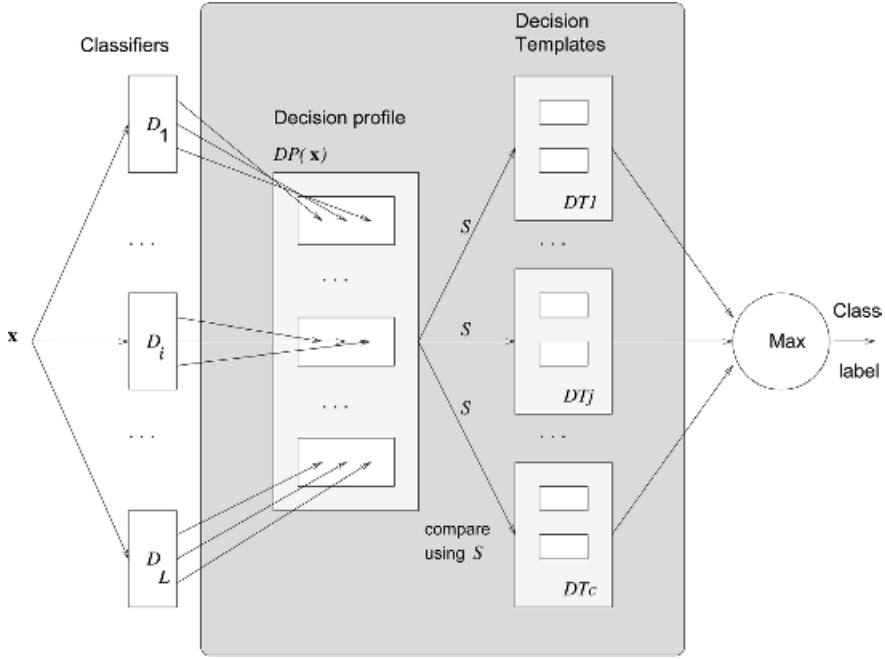 Classifiers
Decision
Templates
Decision profile
DP( x )
D1
DT1
S
. . .
. . .
. . .
x
Di
S
DTj
Max
Class
label
. . .
. . .
S
. . .
DL
compare
using S
DTc